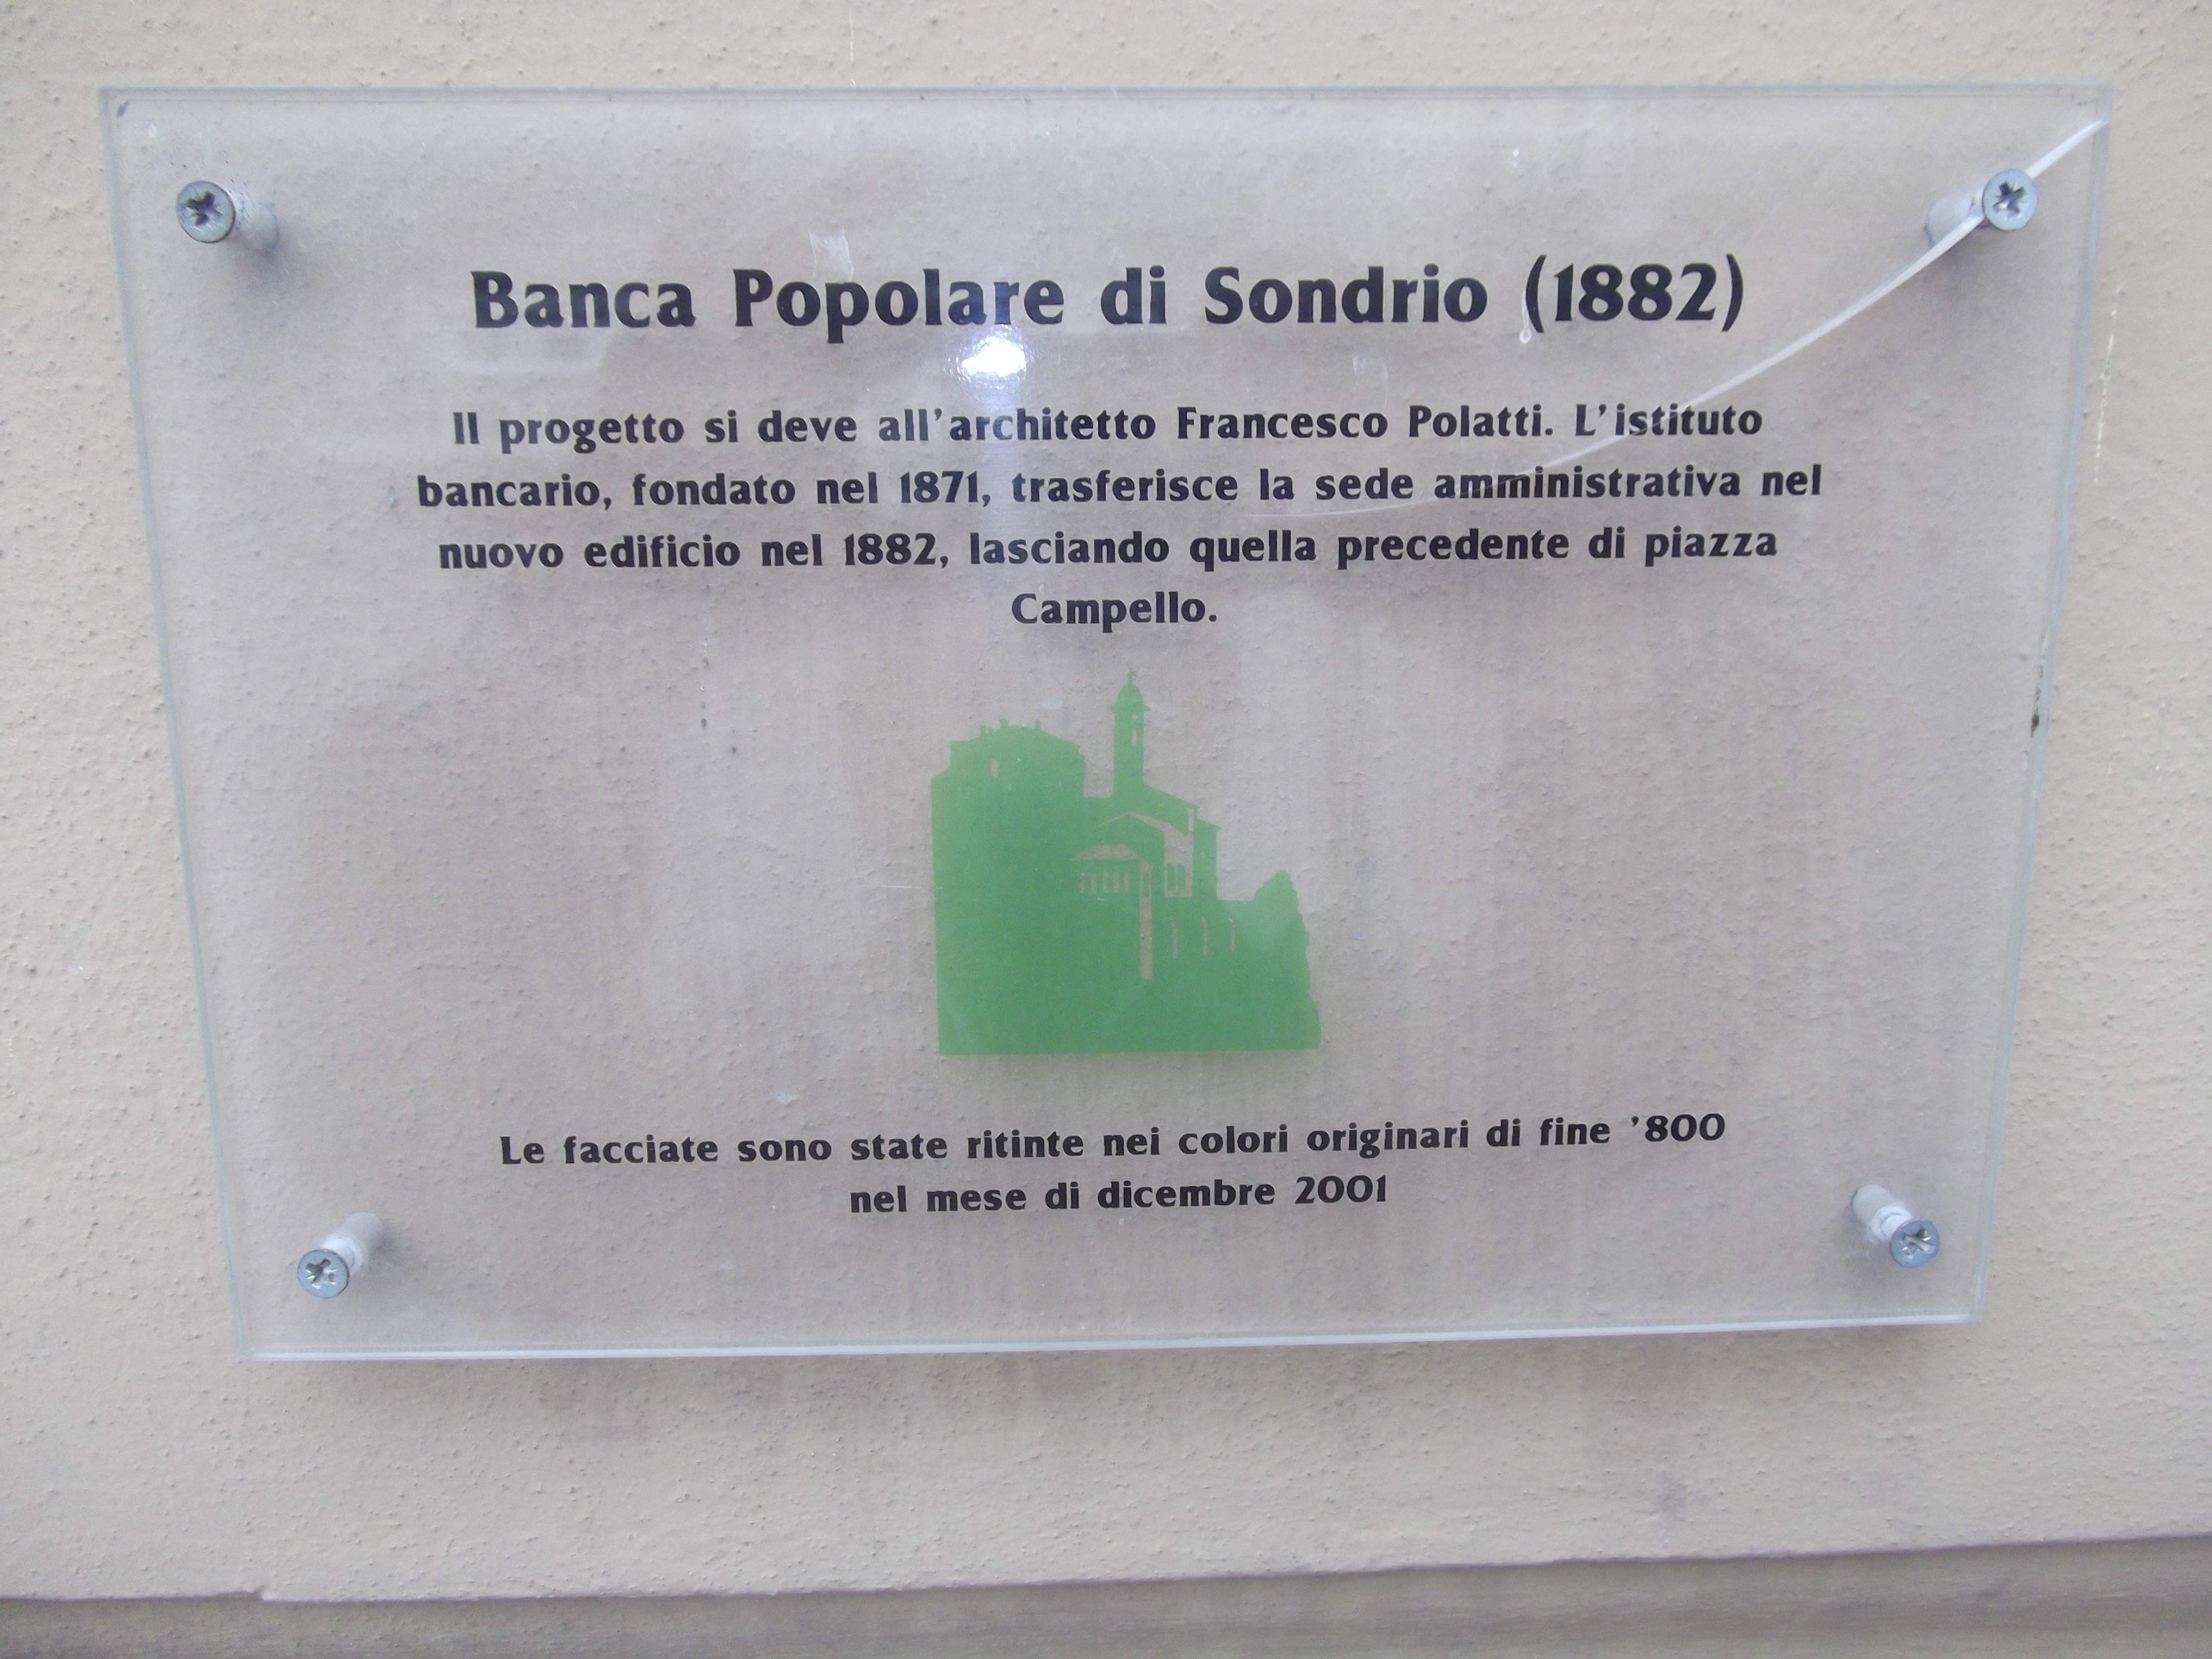 Banca Popolare di Sondrio (1882)
Il progetto si deve all'architetto Francesco Polatti. L'istituto
bancario, fondato nel 1871, trasferisce la sede amministrativa nel
nuovo edificio nel 1882, lasciando quella precedente di piazza
Campello.
Le facciate sono state ritinte nei colori originari di fine '800
nel mese di dicembre 2001